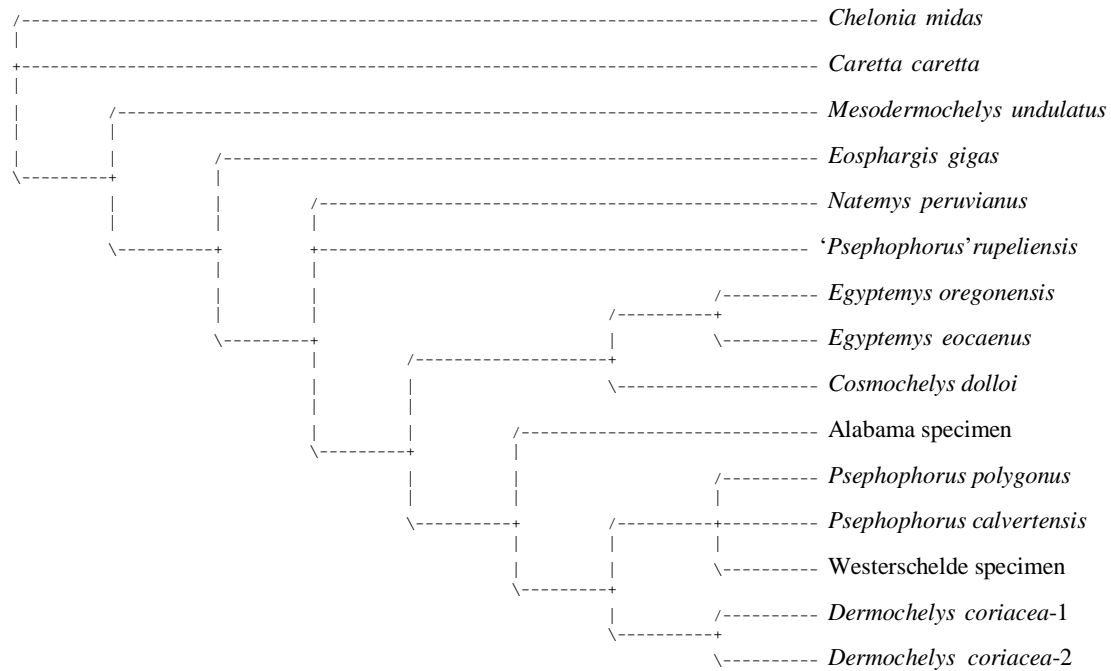 Chelonia midas
Caretta caretta
Mesodermochelys undulatus
Eosphargis gigas
Natemys peruvianus
‘Psephophorus’ rupeliensis
Egyptemys oregonensis
Egyptemys eocaenus
Cosmochelys dolloi
Alabama specimen
Psephophorus polygonus
Psephophorus calvertensis
Westerschelde specimen
Dermochelys coriacea-1
Dermochelys coriacea-2